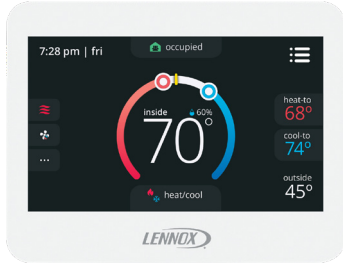 7:28 pm | fri
occupied
inside
60%
70°
heat-to
68°
cool-to
74°
outside
45°
heat/cool
...
LENNOX